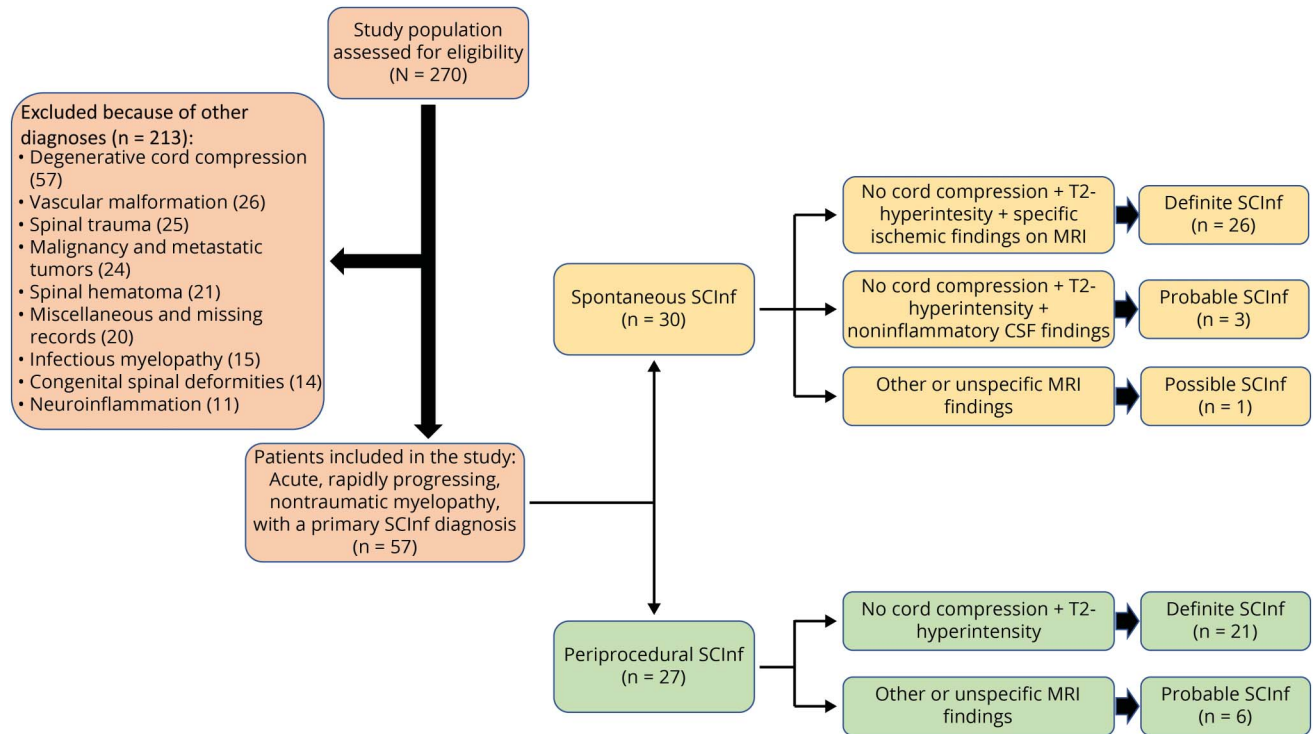 Study population
assessed for eligibility
(N = 270)
Excluded because of other
diagnoses (n = 213):
• Degenerative cord compression
(57)
• Vascular malformation (26)
• Spinal trauma (25)
• Malignancy and metastatic
tumors (24)
• Spinal hematoma (21)
• Miscellaneous and missing
records (20)
• Infectious myelopathy (15)
• Congenital spinal deformities (14)
• Neuroinflammation (11)
Patients included in the study:
Acute, rapidly progressing,
nontraumatic myelopathy,
with a primary SCInf diagnosis
(n = 57)
Spontaneous SCInf
(n = 30)
No cord compression + T2-
hyperintesity + specific
ischemic findings on MRI
Definite SCInf
(n = 26)
No cord compression + T2-
hyperintensity +
noninflammatory CSF findings
Probable SCInf
(n = 3)
Other or unspecific MRI
findings
Possible SCInf
(n = 1)
Periprocedural SCInf
(n = 27)
No cord compression + T2-
hyperintensity
Definite SCInf
(n = 21)
Other or unspecific MRI
findings
Probable SCInf
(n = 6)